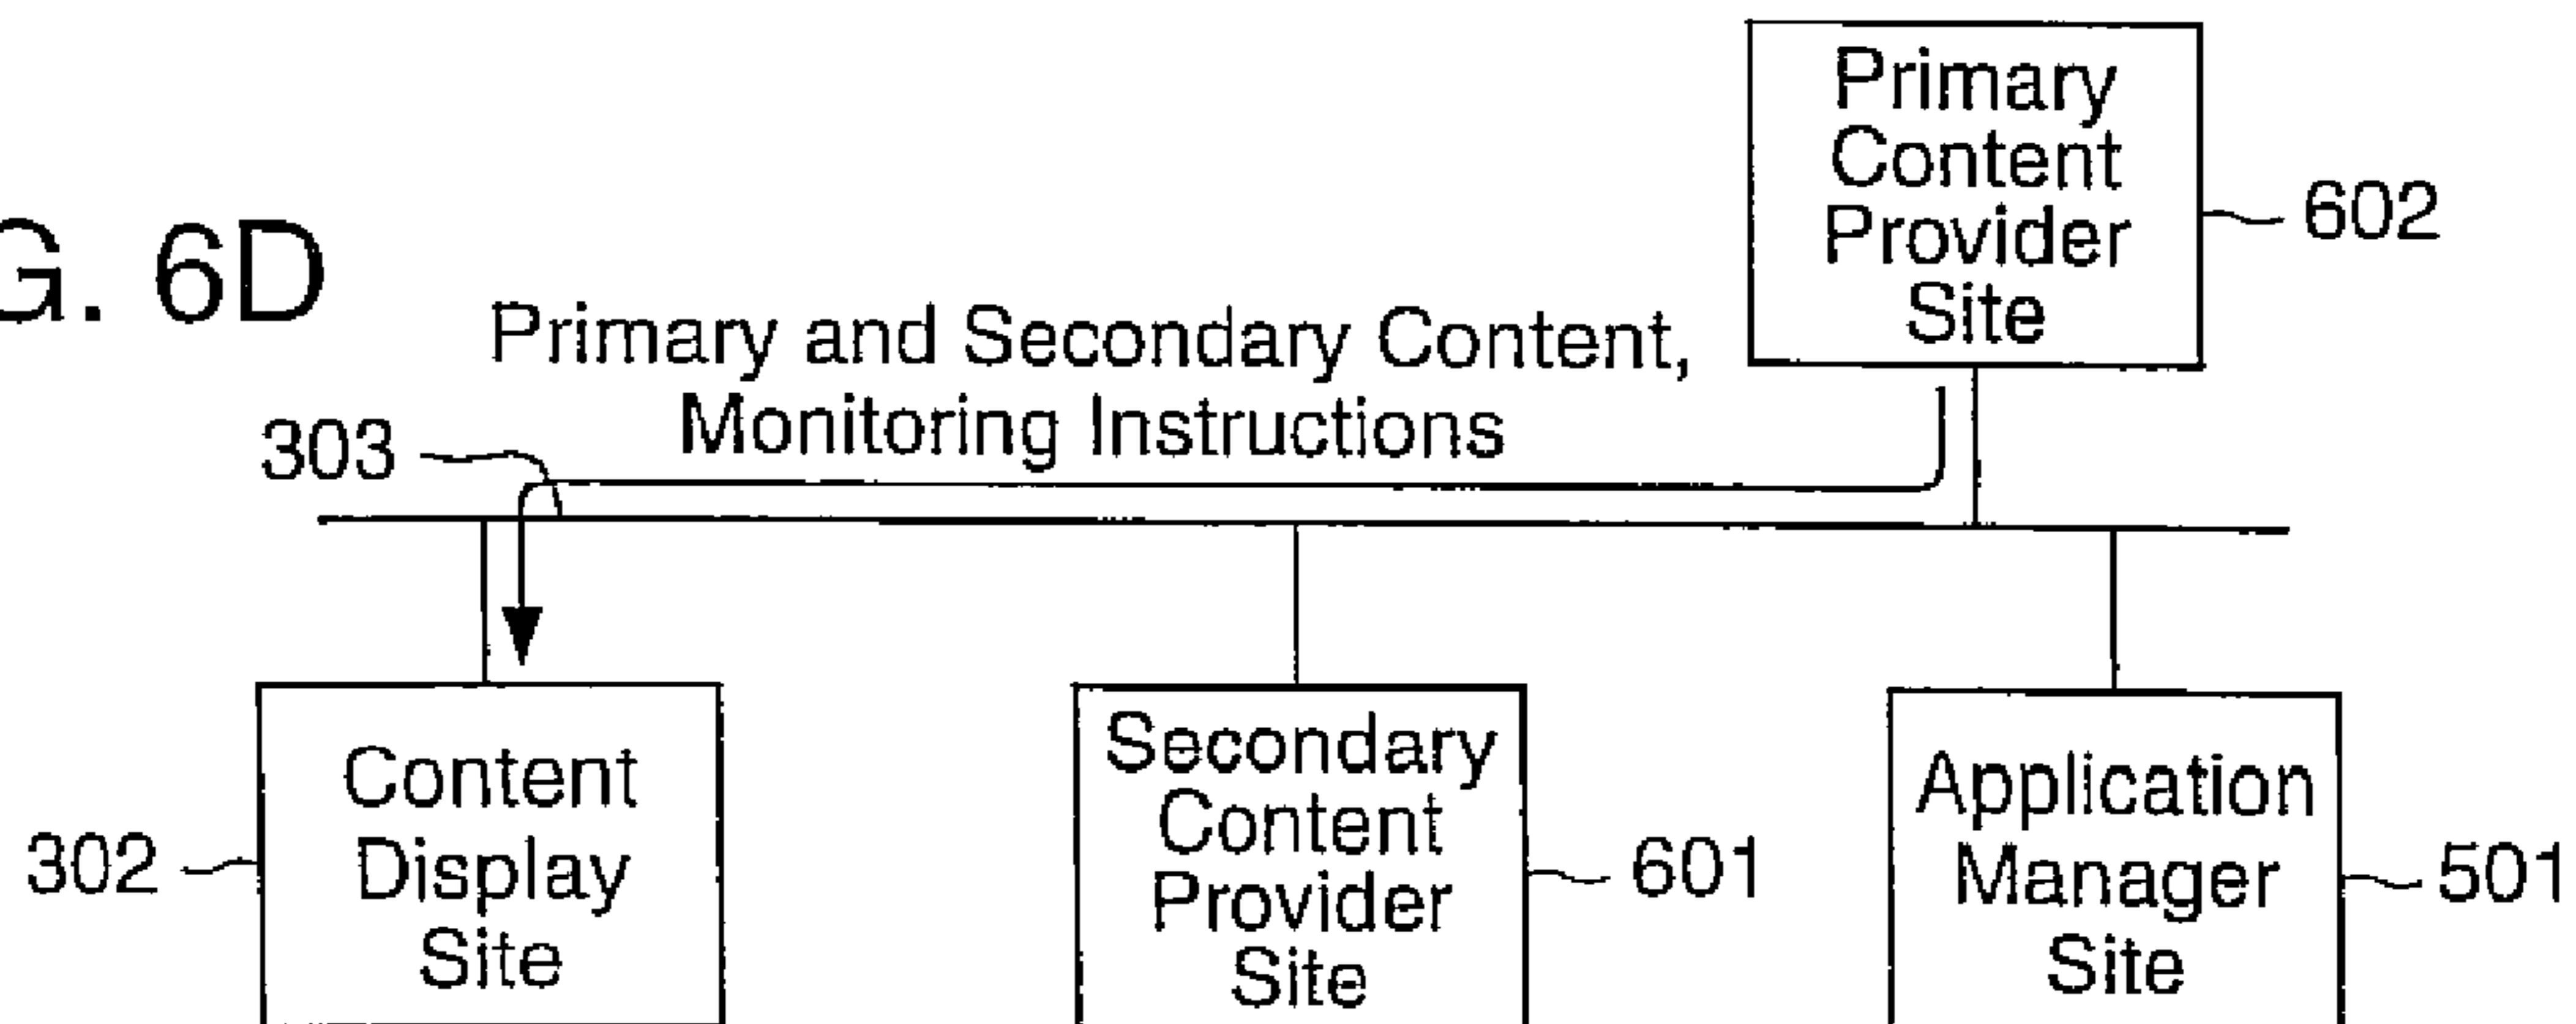 G. 6D
Primary
Content
Provider
Site
602
Primary and Secondary Content,
Monitoring Instructions
303
Content
Display
Site
302
Secondary
Content
Provider
Site
601
Application
Manager
Site
501